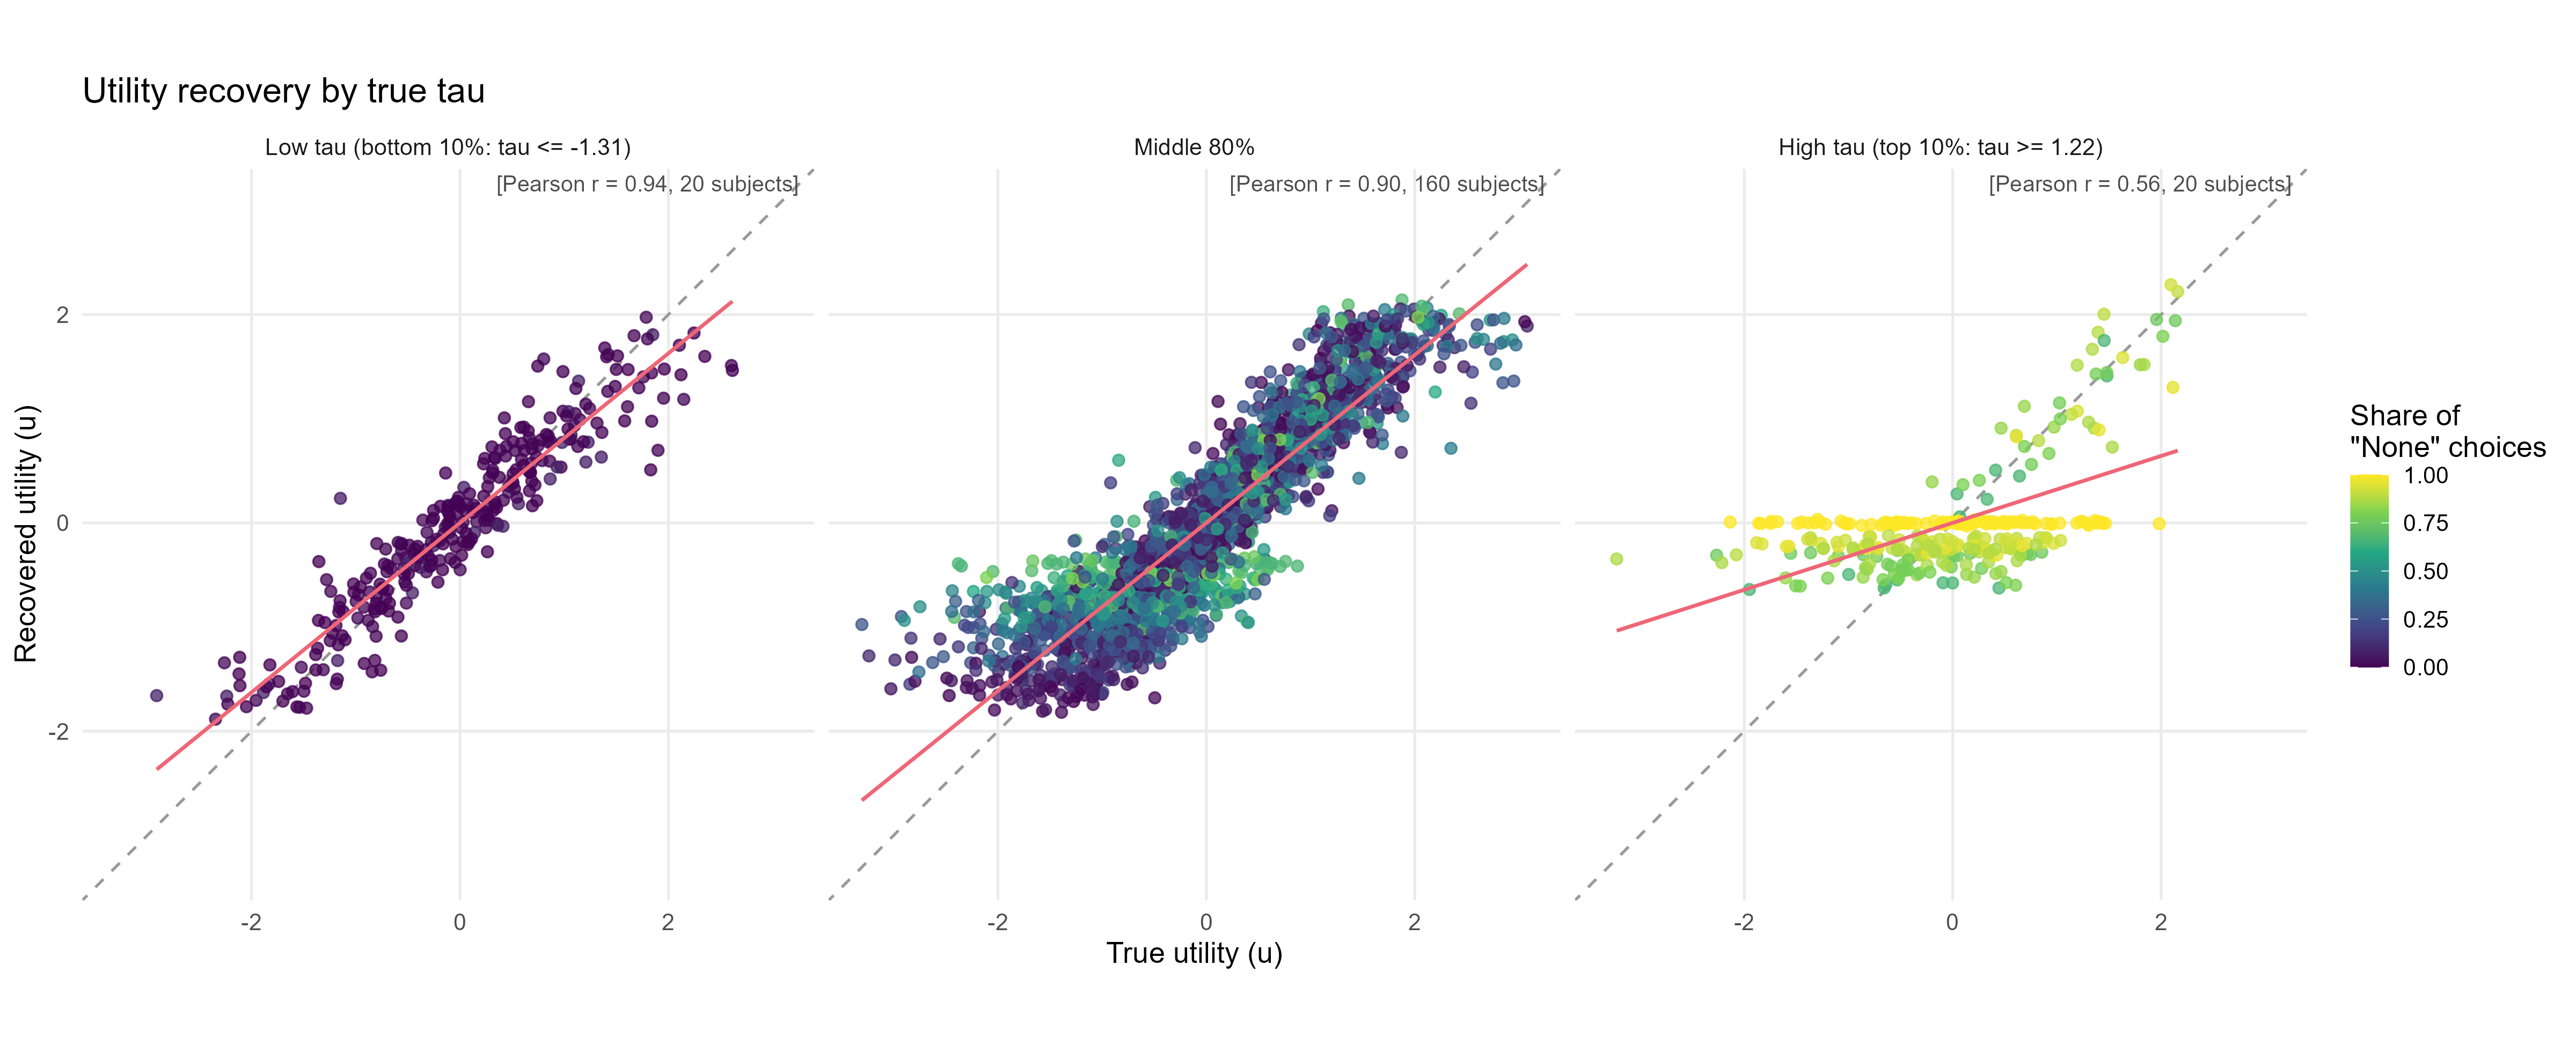 Utility recovery by true tau
Low tau (bottom 10%: tau <= -1.31)
Middle 80%
High tau (top 10%: tau >= 1.22)
[Pearson r = 0.94, 20 subjects]
[Pearson r = 0.90, 160 subjects]
[Pearson r = 0.56, 20 subjects]
Recovered utility (u)
2
0
-2
-2 0 2
-2 0 2
-2 0 2
True utility (u)
Share of
"None" choices
1.00
0.75
0.50
0.25
0.00